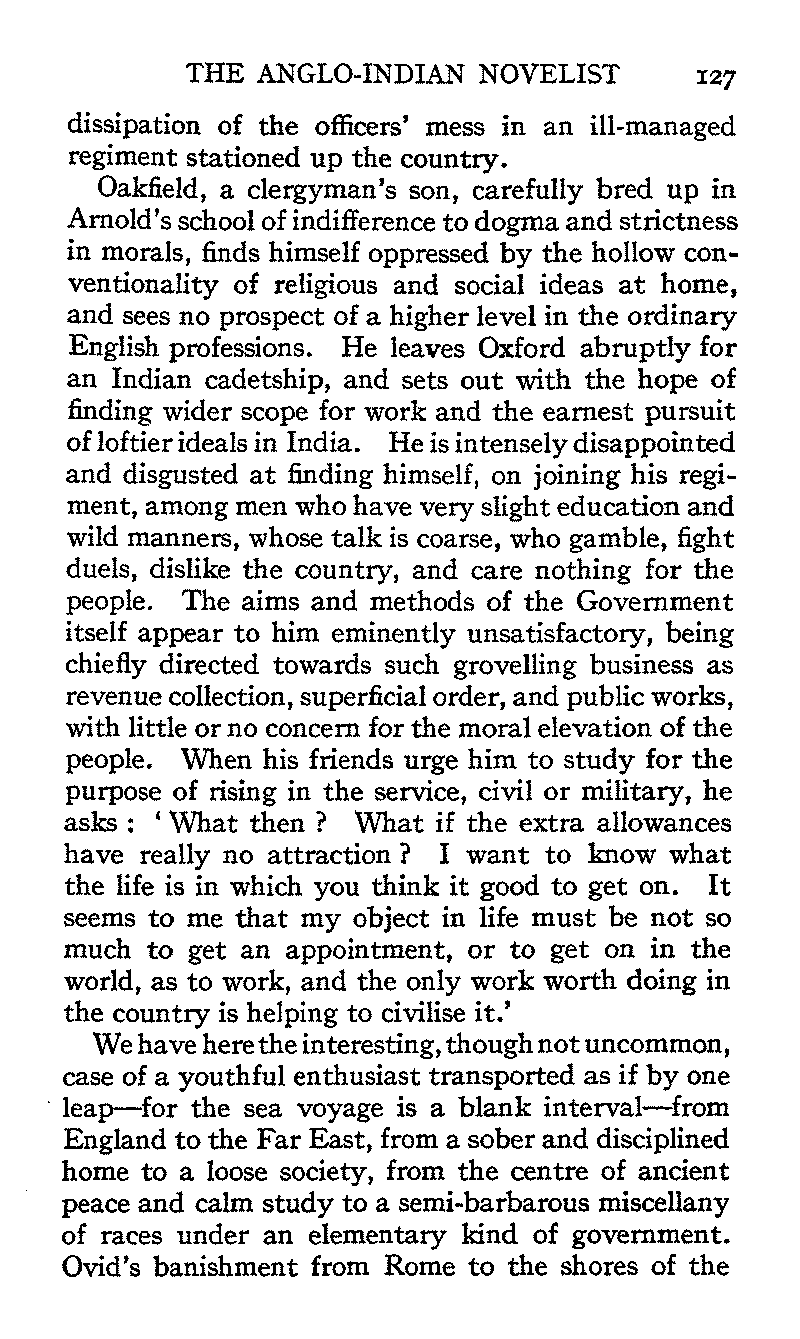 THE ANGLO-INDIAN NOVELIST 127
dissipation of the officers' mess in an ill-managed
regiment stationed up the country.
Oakfield, a clergyman's son, carefully bred up in
Arnold's school of indifference to dogma and strictness
in morals, finds himself oppressed by the hollow con-
ventionality of religious and social ideas at home,
and sees no prospect of a higher level in the ordinary
English professions. He leaves Oxford abruptly for
an Indian cadetship, and sets out with the hope of
finding wider scope for work and the earnest pursuit
of loftier ideals in India. He is intensely disappointed
and disgusted at finding himself, on joining his regi-
ment, among men who have very slight education and
wild manners, whose talk is coarse, who gamble, fight
duels, dislike the country, and care nothing for the
people. The aims and methods of the Government
itself appear to him eminently unsatisfactory, being
chiefly directed towards such grovelling business as
revenue collection, superficial order, and public works,
with little or no concern for the moral elevation of the
people. When his friends urge him to study for the
purpose of rising in the service, civil or military, he
asks : ‘ What then ? What if the extra allowances
have really no attraction ? I want to know what
the life is in which you think it good to get on. It
seems to me that my object in life must be not so
much to get an appointment, or to get on in the
world, as to work, and the only work worth doing in
the country is helping to civilise it.’
We have here the interesting, though not uncommon,
case of a youthful enthusiast transported as if by one
leap—for the sea voyage is a blank interval—from
England to the Far East, from a sober and disciplined
home to a loose society, from the centre of ancient
peace and calm study to a semi-barbarous miscellany
of races under an elementary kind of government.
Ovid's banishment from Rome to the shores of the